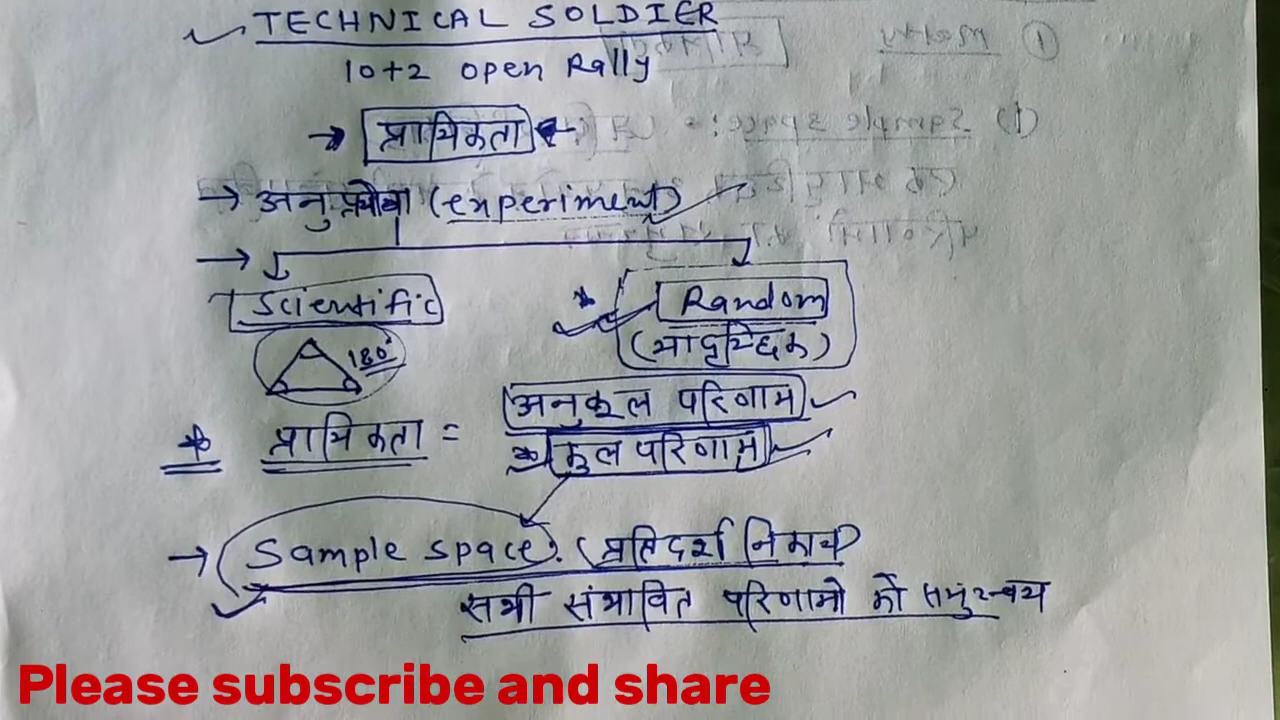 TECHNICAL SOLDIER
10+2 open Rally
→ प्रायिकता ←
→ अनुप्रयोग (experiment)
→
Scientific
Random
(यादृच्छिक)
180°
अनुकूल परिणाम
प्रायिकता =
कुल परिणाम
→ Sample space. (प्रतिदर्श निकाय)
सभी संभावित परिणामो को समुच्चय
Please subscribe and share